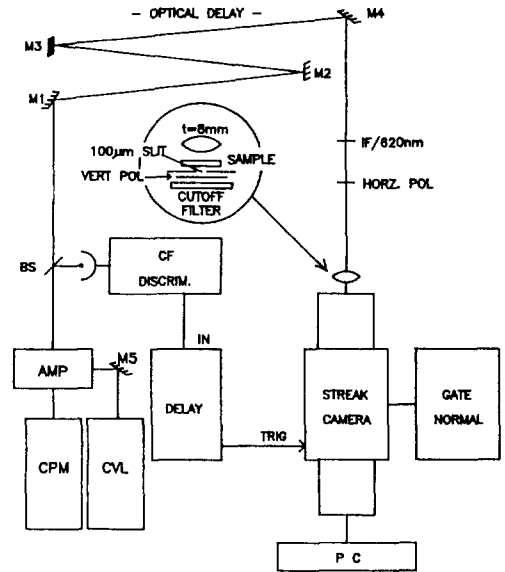 — OPTICAL DELAY —
M4
M3
M2
M1
t=8mm
100μm SLIT
SAMPLE
VERT POL
CUTOFF
FILTER
IF/620nm
HORZ. POL
BS
CF
DISCRIM.
IN
M5
AMP
DELAY
STREAK
CAMERA
GATE
NORMAL
TRIG
CPM
CVL
P C